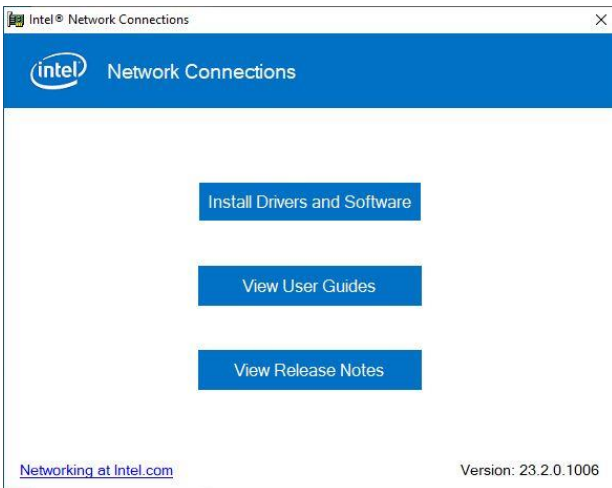 Intel® Network Connections
intel Network Connections
Install Drivers and Software
View User Guides
View Release Notes
Networking at Intel.com Version: 23.2.0.1006